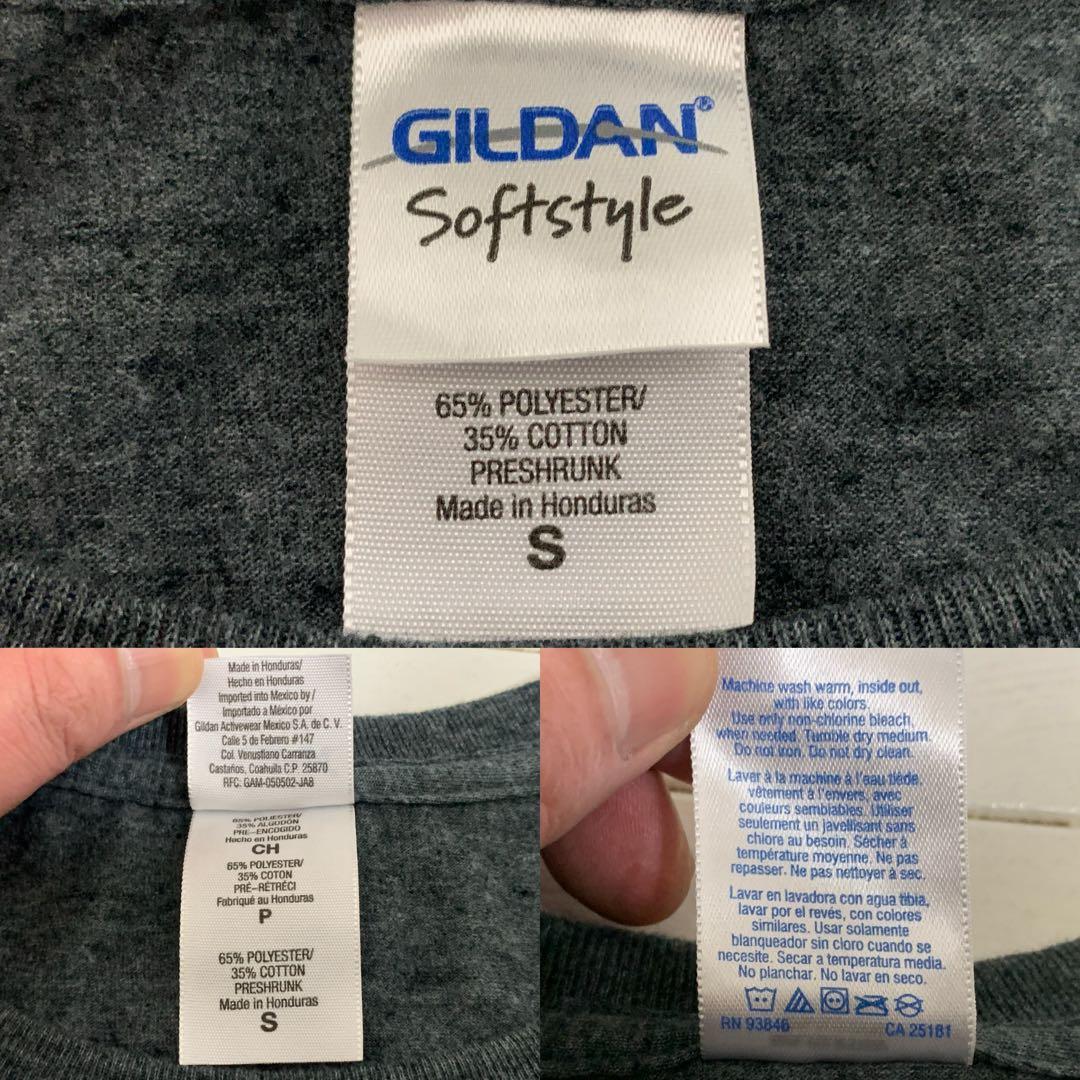 GILDAN®
Softstyle
65% POLYESTER/
35% COTTON
PRESHRUNK
Made in Honduras
S
Made in Honduras/
Hecho en Honduras
Imported into Mexico by /
Importado a México por
Gildan Activewear Mexico S.A. de C. V.
Calle 5 de Febrero #147
Col. Venustiano Carranza
Castaños, Coahuila C.P. 25870
RFC: GAM-050502-JA8
65% POLIESTER/
35% ALGODÓN
PRE-ENCOGIDO
Hecho en Honduras
CH
65% POLYESTER/
35% COTON
PRÉ-RÉTRÉCI
Fabriqué au Honduras
P
65% POLYESTER/
35% COTTON
PRESHRUNK
Made in Honduras
S
Machine wash warm, inside out,
with like colors.
Use only non-chlorine bleach,
when needed. Tumble dry medium.
Do not iron. Do not dry clean.
Laver à la machine à l'eau tiède,
vêtement à l'envers, avec
couleurs semblables. Utiliser
seulement un javellisant sans
chlore au besoin. Sécher à
température moyenne. Ne pas
repasser. Ne pas nettoyer à sec.
Lavar en lavadora con agua tibia,
lavar por el revés, con colores
similares. Usar solamente
blanqueador sin cloro cuando se
necesite. Secar a temperatura media.
No planchar. No lavar en seco.
RN 93846 CA 25181